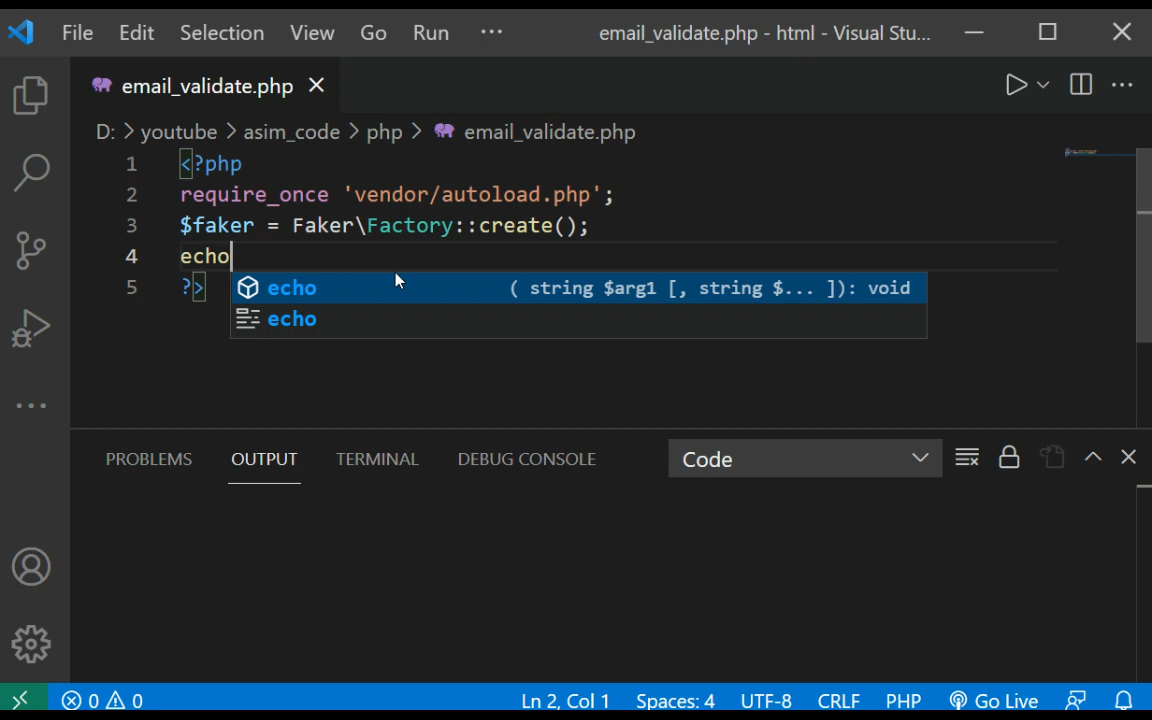 File Edit Selection View Go Run ··· email_validate.php - html - Visual Stu...
email_validate.php
D: > youtube > asim_code > php > email_validate.php
1 <?php
2 require_once 'vendor/autoload.php';
3 $faker = Faker\Factory::create();
4 echo
5 ?>
echo ( string $arg1 [, string $... ]): void
echo
PROBLEMS OUTPUT TERMINAL DEBUG CONSOLE Code
0 0 Ln 2, Col 1 Spaces: 4 UTF-8 CRLF PHP Go Live